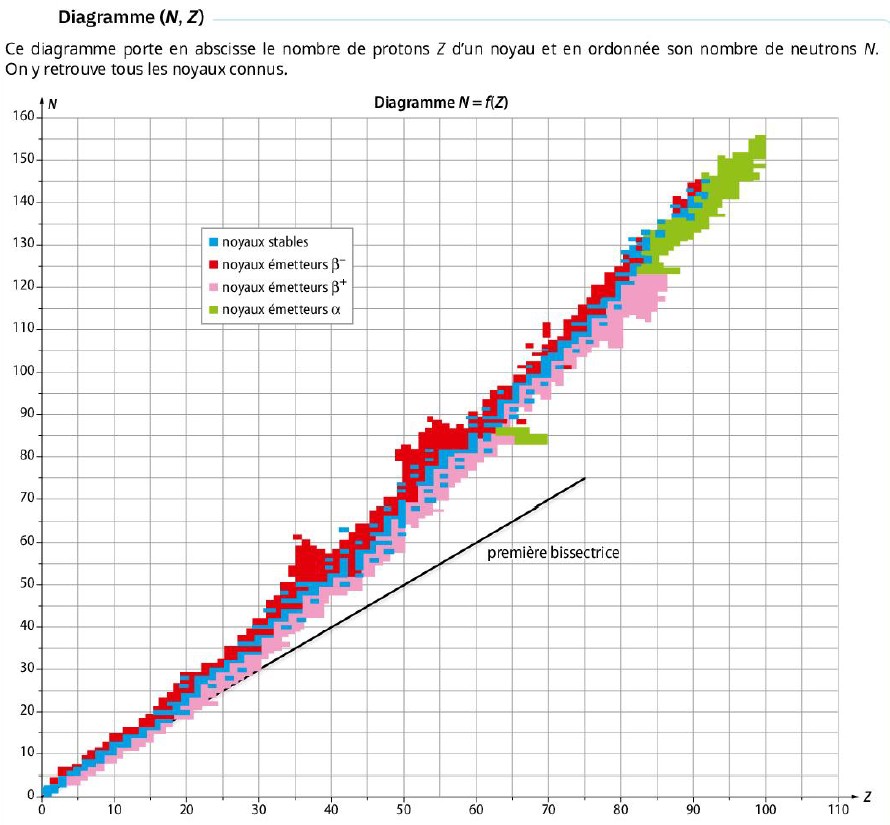 Diagramme (N, Z)
Ce diagramme porte en abscisse le nombre de protons Z d'un noyau et en ordonnée son nombre de neutrons N.
On y retrouve tous les noyaux connus.
N
Diagramme N = f(Z)
160
150
140
130
120
110
100
90
80
70
60
50
40
30
20
10
0
noyaux stables
noyaux émetteurs β⁻
noyaux émetteurs β⁺
noyaux émetteurs α
première bissectrice
0 10 20 30 40 50 60 70 80 90 100 110
Z